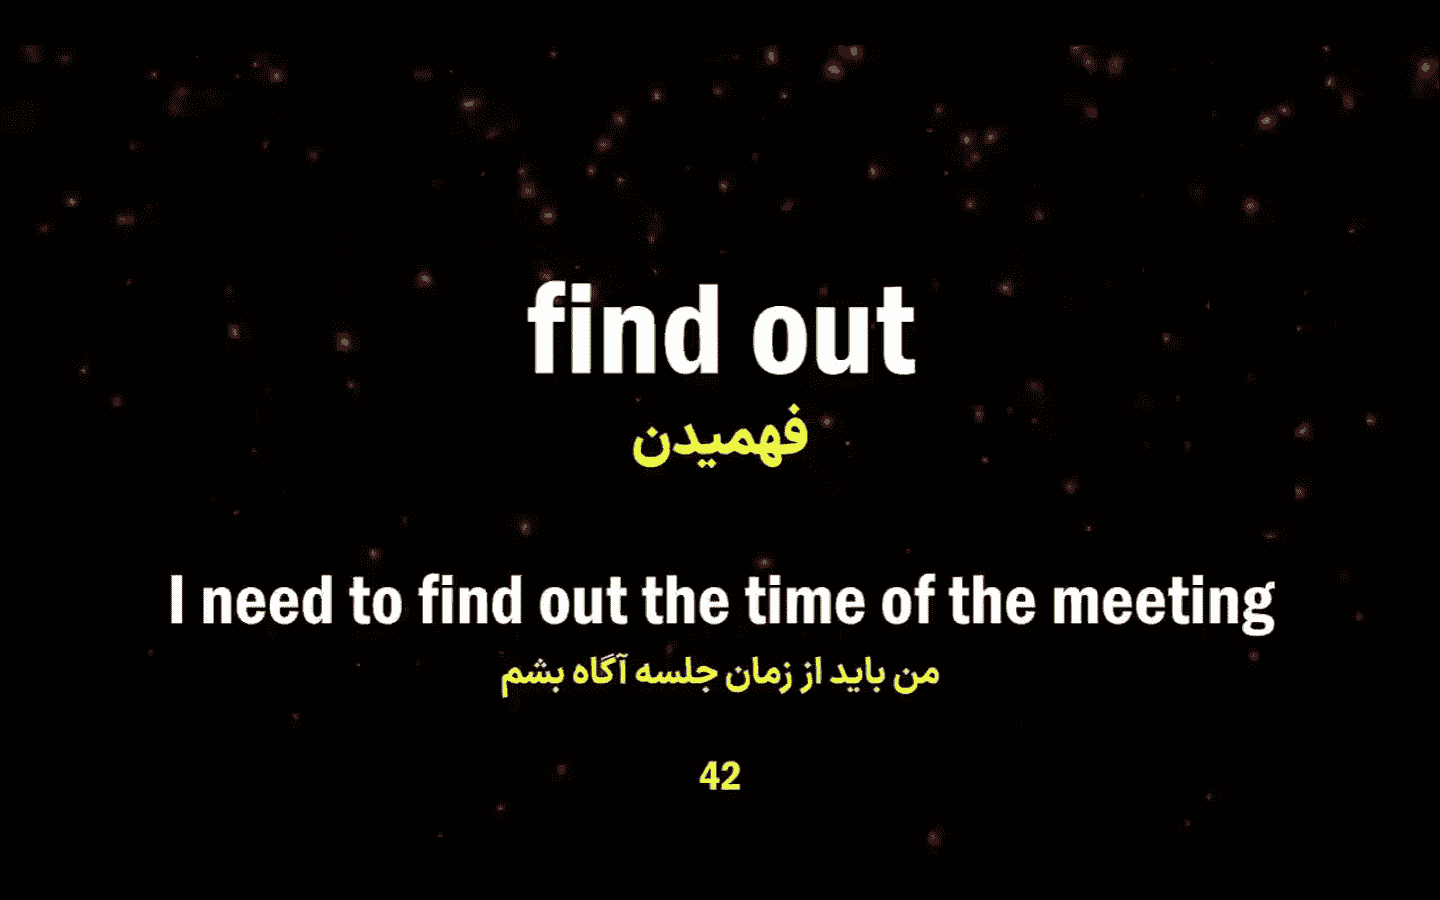 find out
فهمیدن
I need to find out the time of the meeting
من باید از زمان جلسه آگاه بشم
42